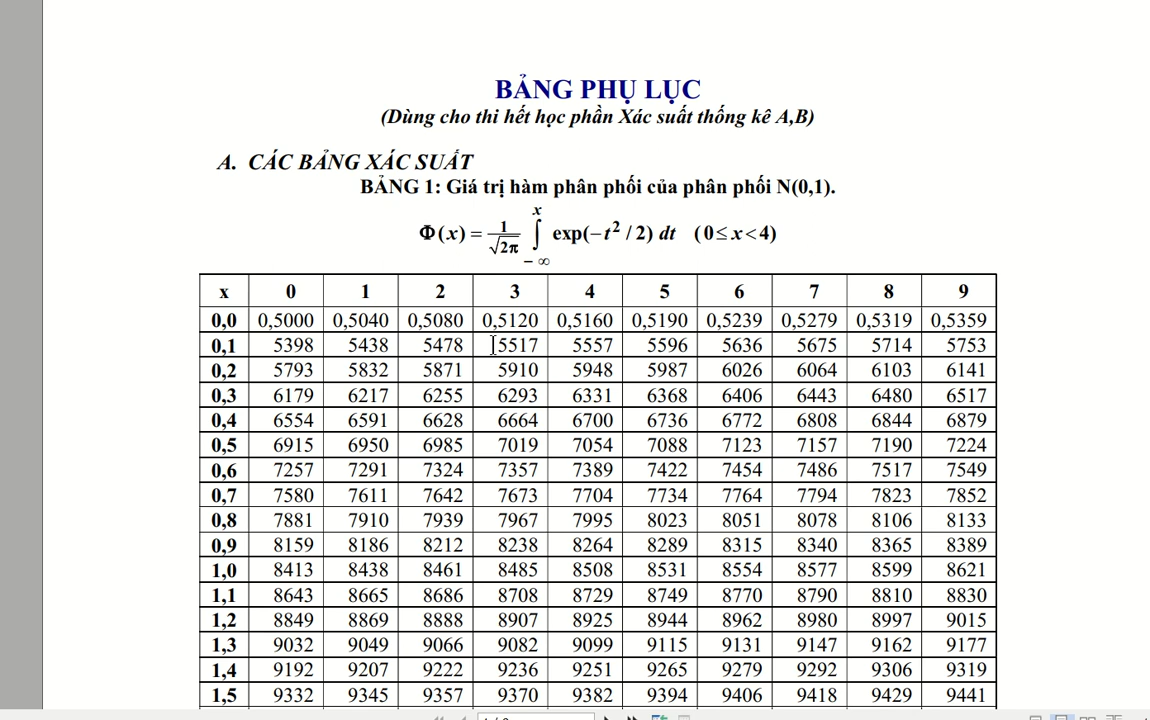 BẢNG PHỤ LỤC
(Dùng cho thi hết học phần Xác suất thống kê A,B)
A. CÁC BẢNG XÁC SUẤT
BẢNG 1: Giá trị hàm phân phối của phân phối N(0,1).
Φ(x) = 1/√2π ∫ x −∞ exp(−t² / 2) dt (0 ≤ x < 4)
x 0 1 2 3 4 5 6 7 8 9
0,0 0,5000 0,5040 0,5080 0,5120 0,5160 0,5190 0,5239 0,5279 0,5319 0,5359
0,1 5398 5438 5478 5517 5557 5596 5636 5675 5714 5753
0,2 5793 5832 5871 5910 5948 5987 6026 6064 6103 6141
0,3 6179 6217 6255 6293 6331 6368 6406 6443 6480 6517
0,4 6554 6591 6628 6664 6700 6736 6772 6808 6844 6879
0,5 6915 6950 6985 7019 7054 7088 7123 7157 7190 7224
0,6 7257 7291 7324 7357 7389 7422 7454 7486 7517 7549
0,7 7580 7611 7642 7673 7704 7734 7764 7794 7823 7852
0,8 7881 7910 7939 7967 7995 8023 8051 8078 8106 8133
0,9 8159 8186 8212 8238 8264 8289 8315 8340 8365 8389
1,0 8413 8438 8461 8485 8508 8531 8554 8577 8599 8621
1,1 8643 8665 8686 8708 8729 8749 8770 8790 8810 8830
1,2 8849 8869 8888 8907 8925 8944 8962 8980 8997 9015
1,3 9032 9049 9066 9082 9099 9115 9131 9147 9162 9177
1,4 9192 9207 9222 9236 9251 9265 9279 9292 9306 9319
1,5 9332 9345 9357 9370 9382 9394 9406 9418 9429 9441